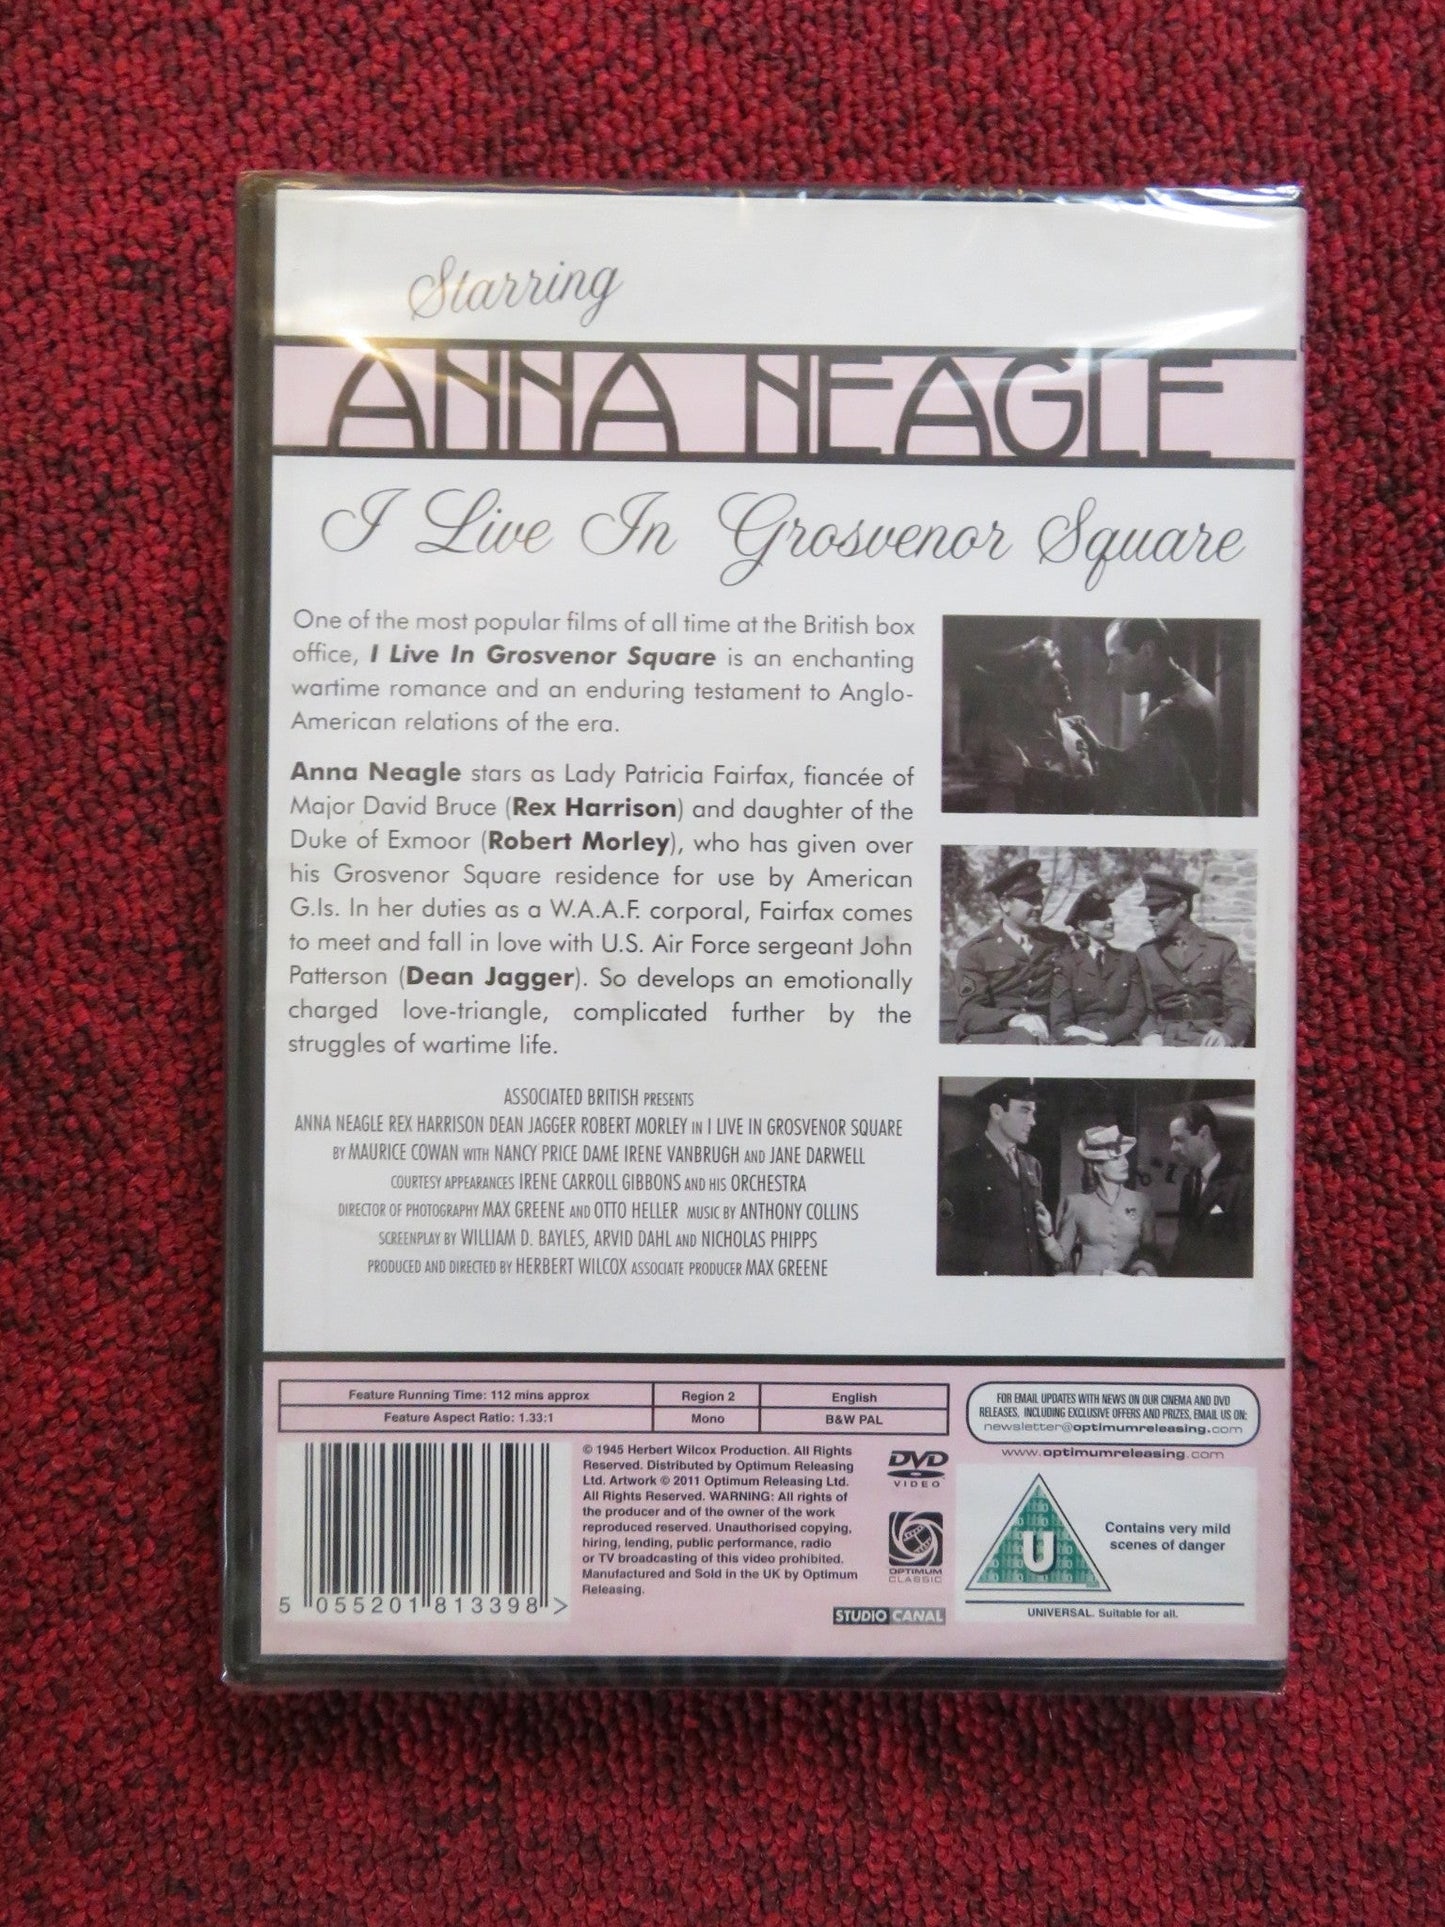 Starring
ANNA NEAGLE
I Live In Grosvenor Square
One of the most popular films of all time at the British box
office, I Live In Grosvenor Square is an enchanting
wartime romance and an enduring testament to Anglo-
American relations of the era.
Anna Neagle stars as Lady Patricia Fairfax, fiancée of
Major David Bruce (Rex Harrison) and daughter of the
Duke of Exmoor (Robert Morley), who has given over
his Grosvenor Square residence for use by American
G.Is. In her duties as a W.A.A.F. corporal, Fairfax comes
to meet and fall in love with U.S. Air Force sergeant John
Patterson (Dean Jagger). So develops an emotionally
charged love-triangle, complicated further by the
struggles of wartime life.
ASSOCIATED BRITISH PRESENTS
ANNA NEAGLE REX HARRISON DEAN JAGGER ROBERT MORLEY IN I LIVE IN GROSVENOR SQUARE
BY MAURICE COWAN WITH NANCY PRICE DAME IRENE VANBRUGH AND JANE DARWELL
COURTESY APPEARANCES IRENE CARROLL GIBBONS AND HIS ORCHESTRA
DIRECTOR OF PHOTOGRAPHY MAX GREENE AND OTTO HELLER MUSIC BY ANTHONY COLLINS
SCREENPLAY BY WILLIAM D. BAYLES, ARVID DAHL AND NICHOLAS PHIPPS
PRODUCED AND DIRECTED BY HERBERT WILCOX ASSOCIATE PRODUCER MAX GREENE
Feature Running Time: 112 mins approx Region 2 English
Feature Aspect Ratio: 1.33:1 Mono B&W PAL
FOR EMAIL UPDATES WITH NEWS ON OUR CINEMA AND DVD
RELEASES, INCLUDING EXCLUSIVE OFFERS AND PRIZES, EMAIL US ON:
newsletter@optimumreleasing.com
www.optimumreleasing.com
5 055201 813398 >
© 1945 Herbert Wilcox Production. All Rights
Reserved. Distributed by Optimum Releasing
Ltd. Artwork © 2011 Optimum Releasing Ltd.
All Rights Reserved. WARNING: All rights of
the producer and of the owner of the work
reproduced reserved. Unauthorised copying,
hiring, lending, public performance, radio
or TV broadcasting of this video prohibited.
Manufactured and Sold in the UK by Optimum
Releasing.
DVD
VIDEO
OPTIMUM
CLASSIC
STUDIO CANAL
U
Contains very mild
scenes of danger
UNIVERSAL. Suitable for all.